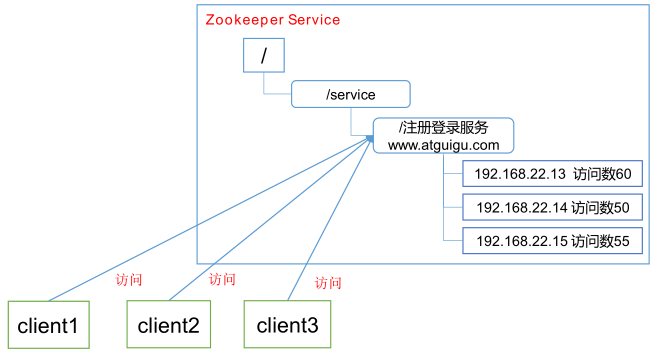 Zookeeper Service
/
/service
/注册登录服务
www.atguigu.com
192.168.22.13 访问数60
192.168.22.14 访问数50
192.168.22.15 访问数55
访问
访问
访问
client1
client2
client3